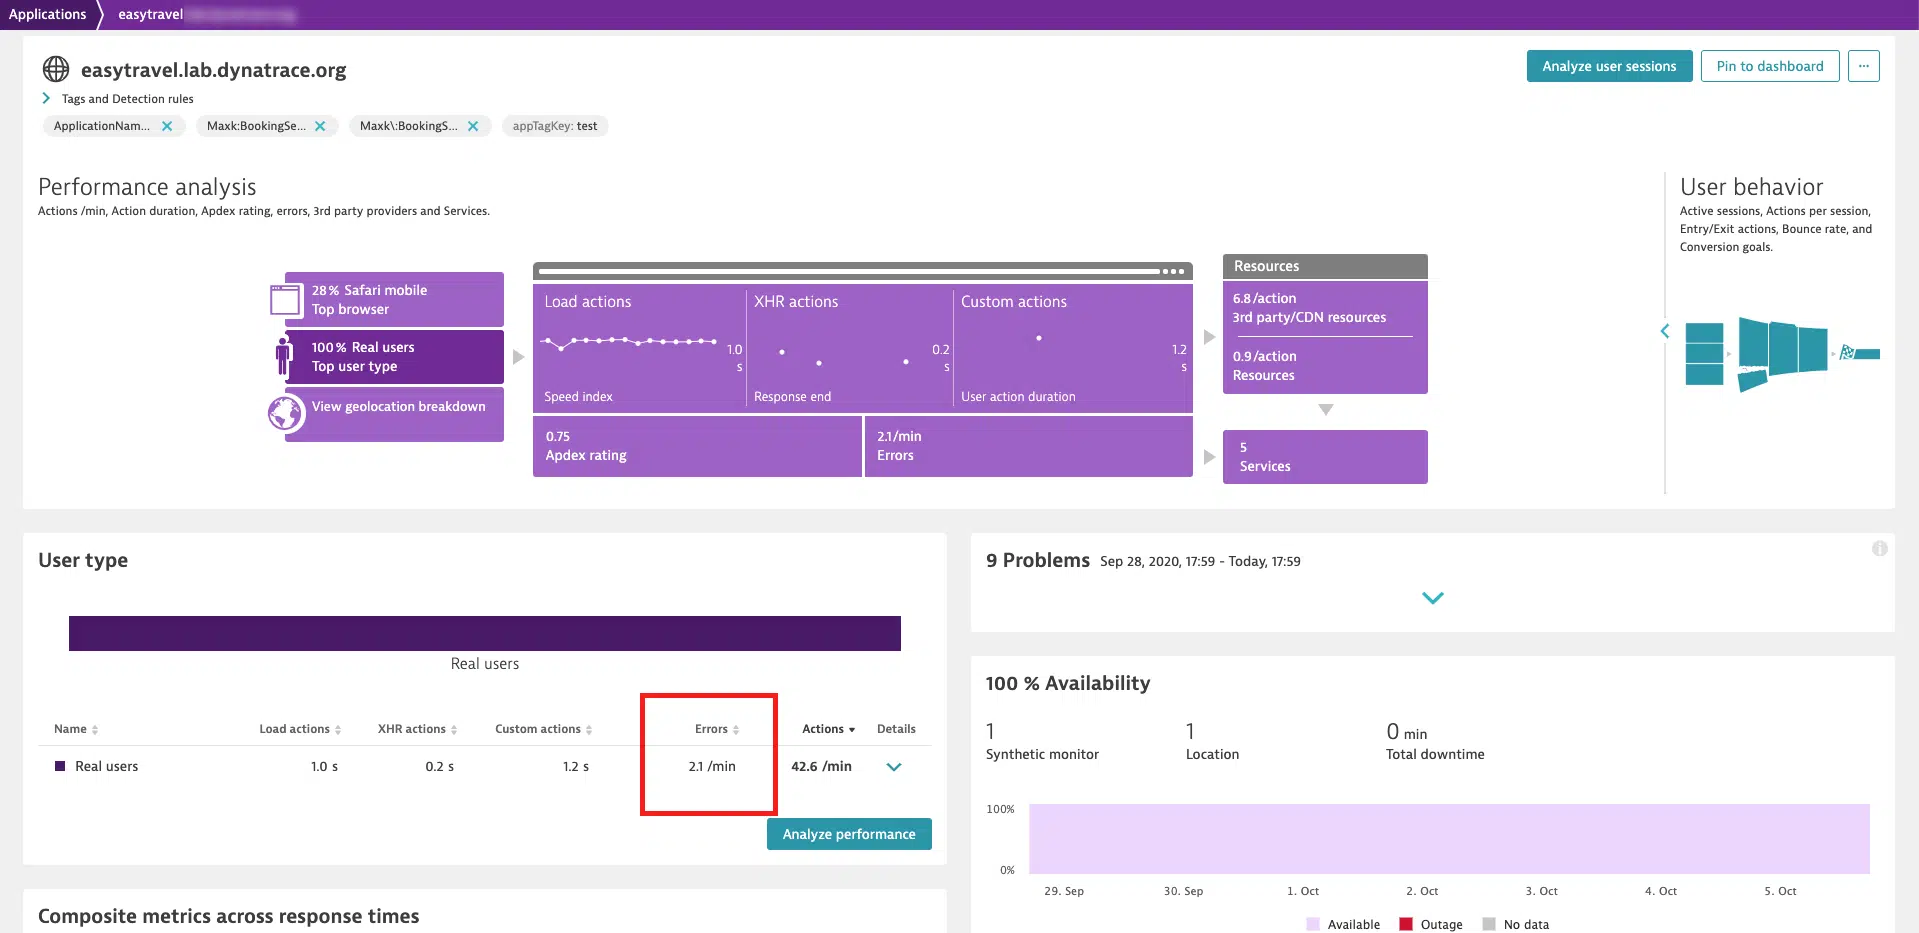 Applications
easytravel
easytravel.lab.dynatrace.org
Analyze user sessions
Pin to dashboard
...
Tags and Detection rules
ApplicationNam...
Maxk:BookingSe...
Maxk\:BookingS...
appTagKey: test
Performance analysis
Actions /min, Action duration, Apdex rating, errors, 3rd party providers and Services.
28 % Safari mobile
Top browser
100 % Real users
Top user type
View geolocation breakdown
Load actions
1.0
s
Speed index
XHR actions
0.2
s
Response end
Custom actions
1.2
s
User action duration
0.75
Apdex rating
2.1 /min
Errors
Resources
6.8 /action
3rd party/CDN resources
0.9 /action
Resources
5
Services
User behavior
Active sessions, Actions per session,
Entry/Exit actions, Bounce rate, and
Conversion goals.
User type
Real users
Name Load actions XHR actions Custom actions Errors Actions Details
Real users 1.0 s 0.2 s 1.2 s 2.1 /min 42.6 /min
Analyze performance
Composite metrics across response times
9 Problems Sep 28, 2020, 17:59 - Today, 17:59
100 % Availability
1
Synthetic monitor
1
Location
0 min
Total downtime
100%
0%
29. Sep 30. Sep 1. Oct 2. Oct 3. Oct 4. Oct 5. Oct
Available Outage No data